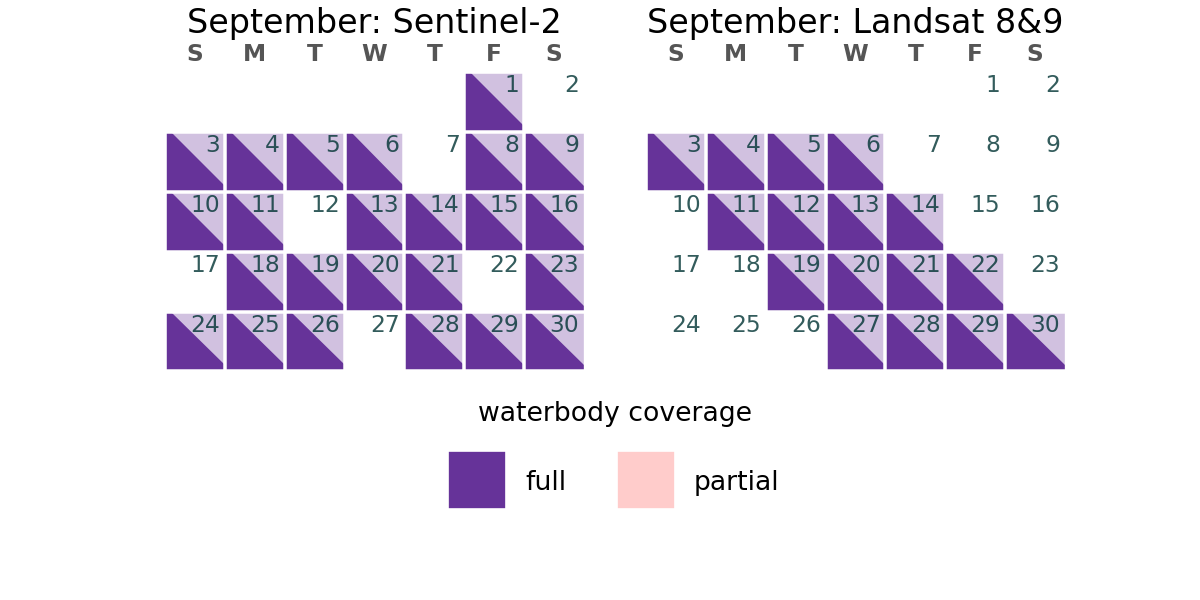 September: Sentinel-2
S M T W T F S
1 2
3 4 5 6 7 8 9
10 11 12 13 14 15 16
17 18 19 20 21 22 23
24 25 26 27 28 29 30
September: Landsat 8&9
S M T W T F S
1 2
3 4 5 6 7 8 9
10 11 12 13 14 15 16
17 18 19 20 21 22 23
24 25 26 27 28 29 30
waterbody coverage
full partial